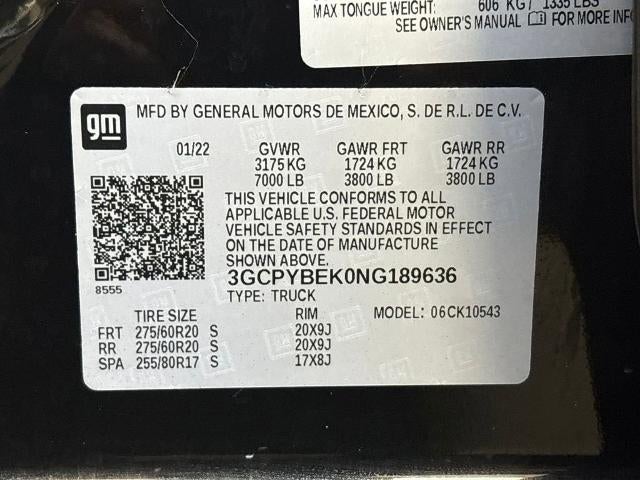 MAX TONGUE WEIGHT: 606 KG / 1335 LBS
SEE OWNER'S MANUAL FOR MORE INFO
gm
MFD BY GENERAL MOTORS DE MEXICO, S. DE R.L. DE C.V.
01/22 GVWR GAWR FRT GAWR RR
3175 KG 1724 KG 1724 KG
7000 LB 3800 LB 3800 LB
THIS VEHICLE CONFORMS TO ALL
APPLICABLE U.S. FEDERAL MOTOR
VEHICLE SAFETY STANDARDS IN EFFECT
ON THE DATE OF MANUFACTURE
SHOWN ABOVE.
3GCPYBEK0NG189636
8555
TYPE: TRUCK
TIRE SIZE RIM MODEL: 06CK10543
FRT 275/60R20 S 20X9J
RR 275/60R20 S 20X9J
SPA 255/80R17 S 17X8J